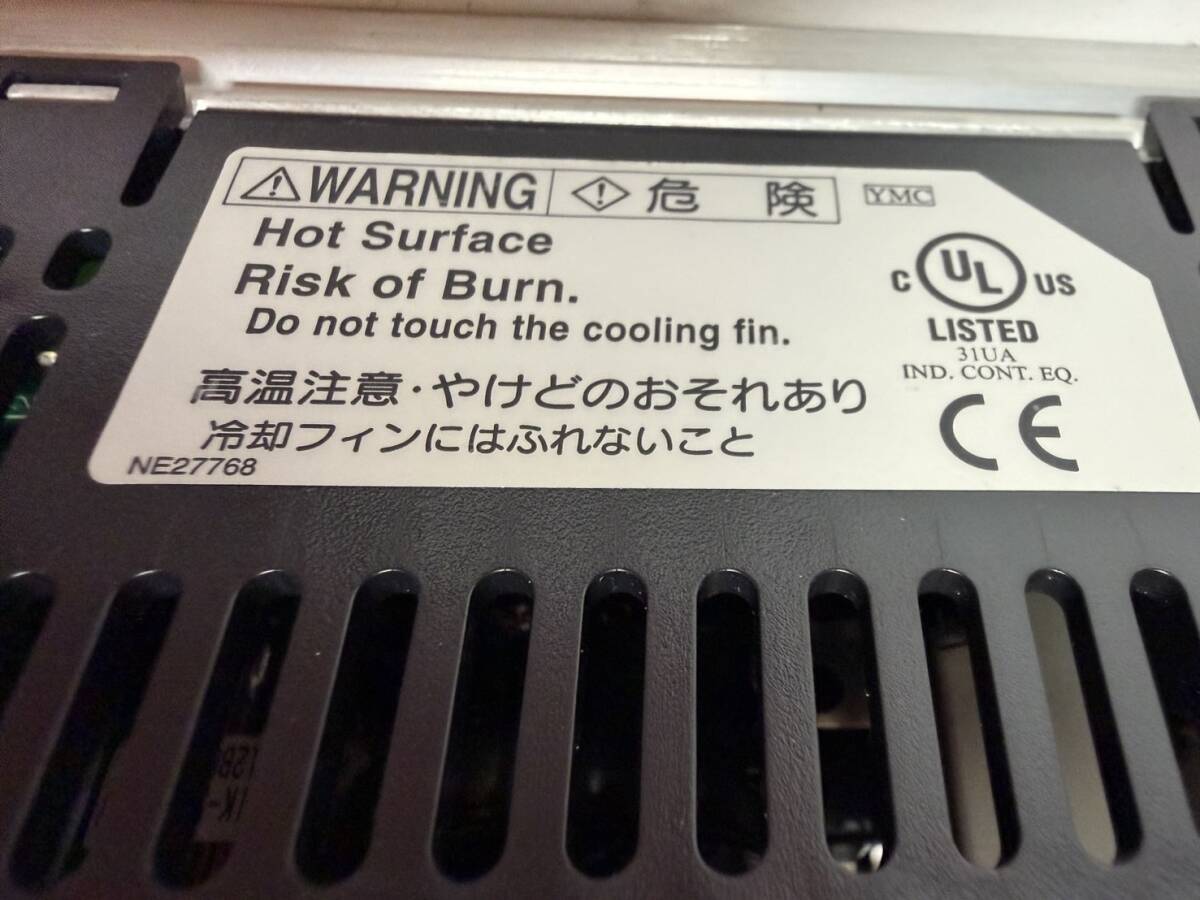 WARNING 危 険
YMC
Hot Surface
Risk of Burn.
Do not touch the cooling fin.
高温注意・やけどのおそれあり
冷却フィンにはふれないこと
NE27768
C UL US
LISTED
31UA
IND. CONT. EQ.
CE